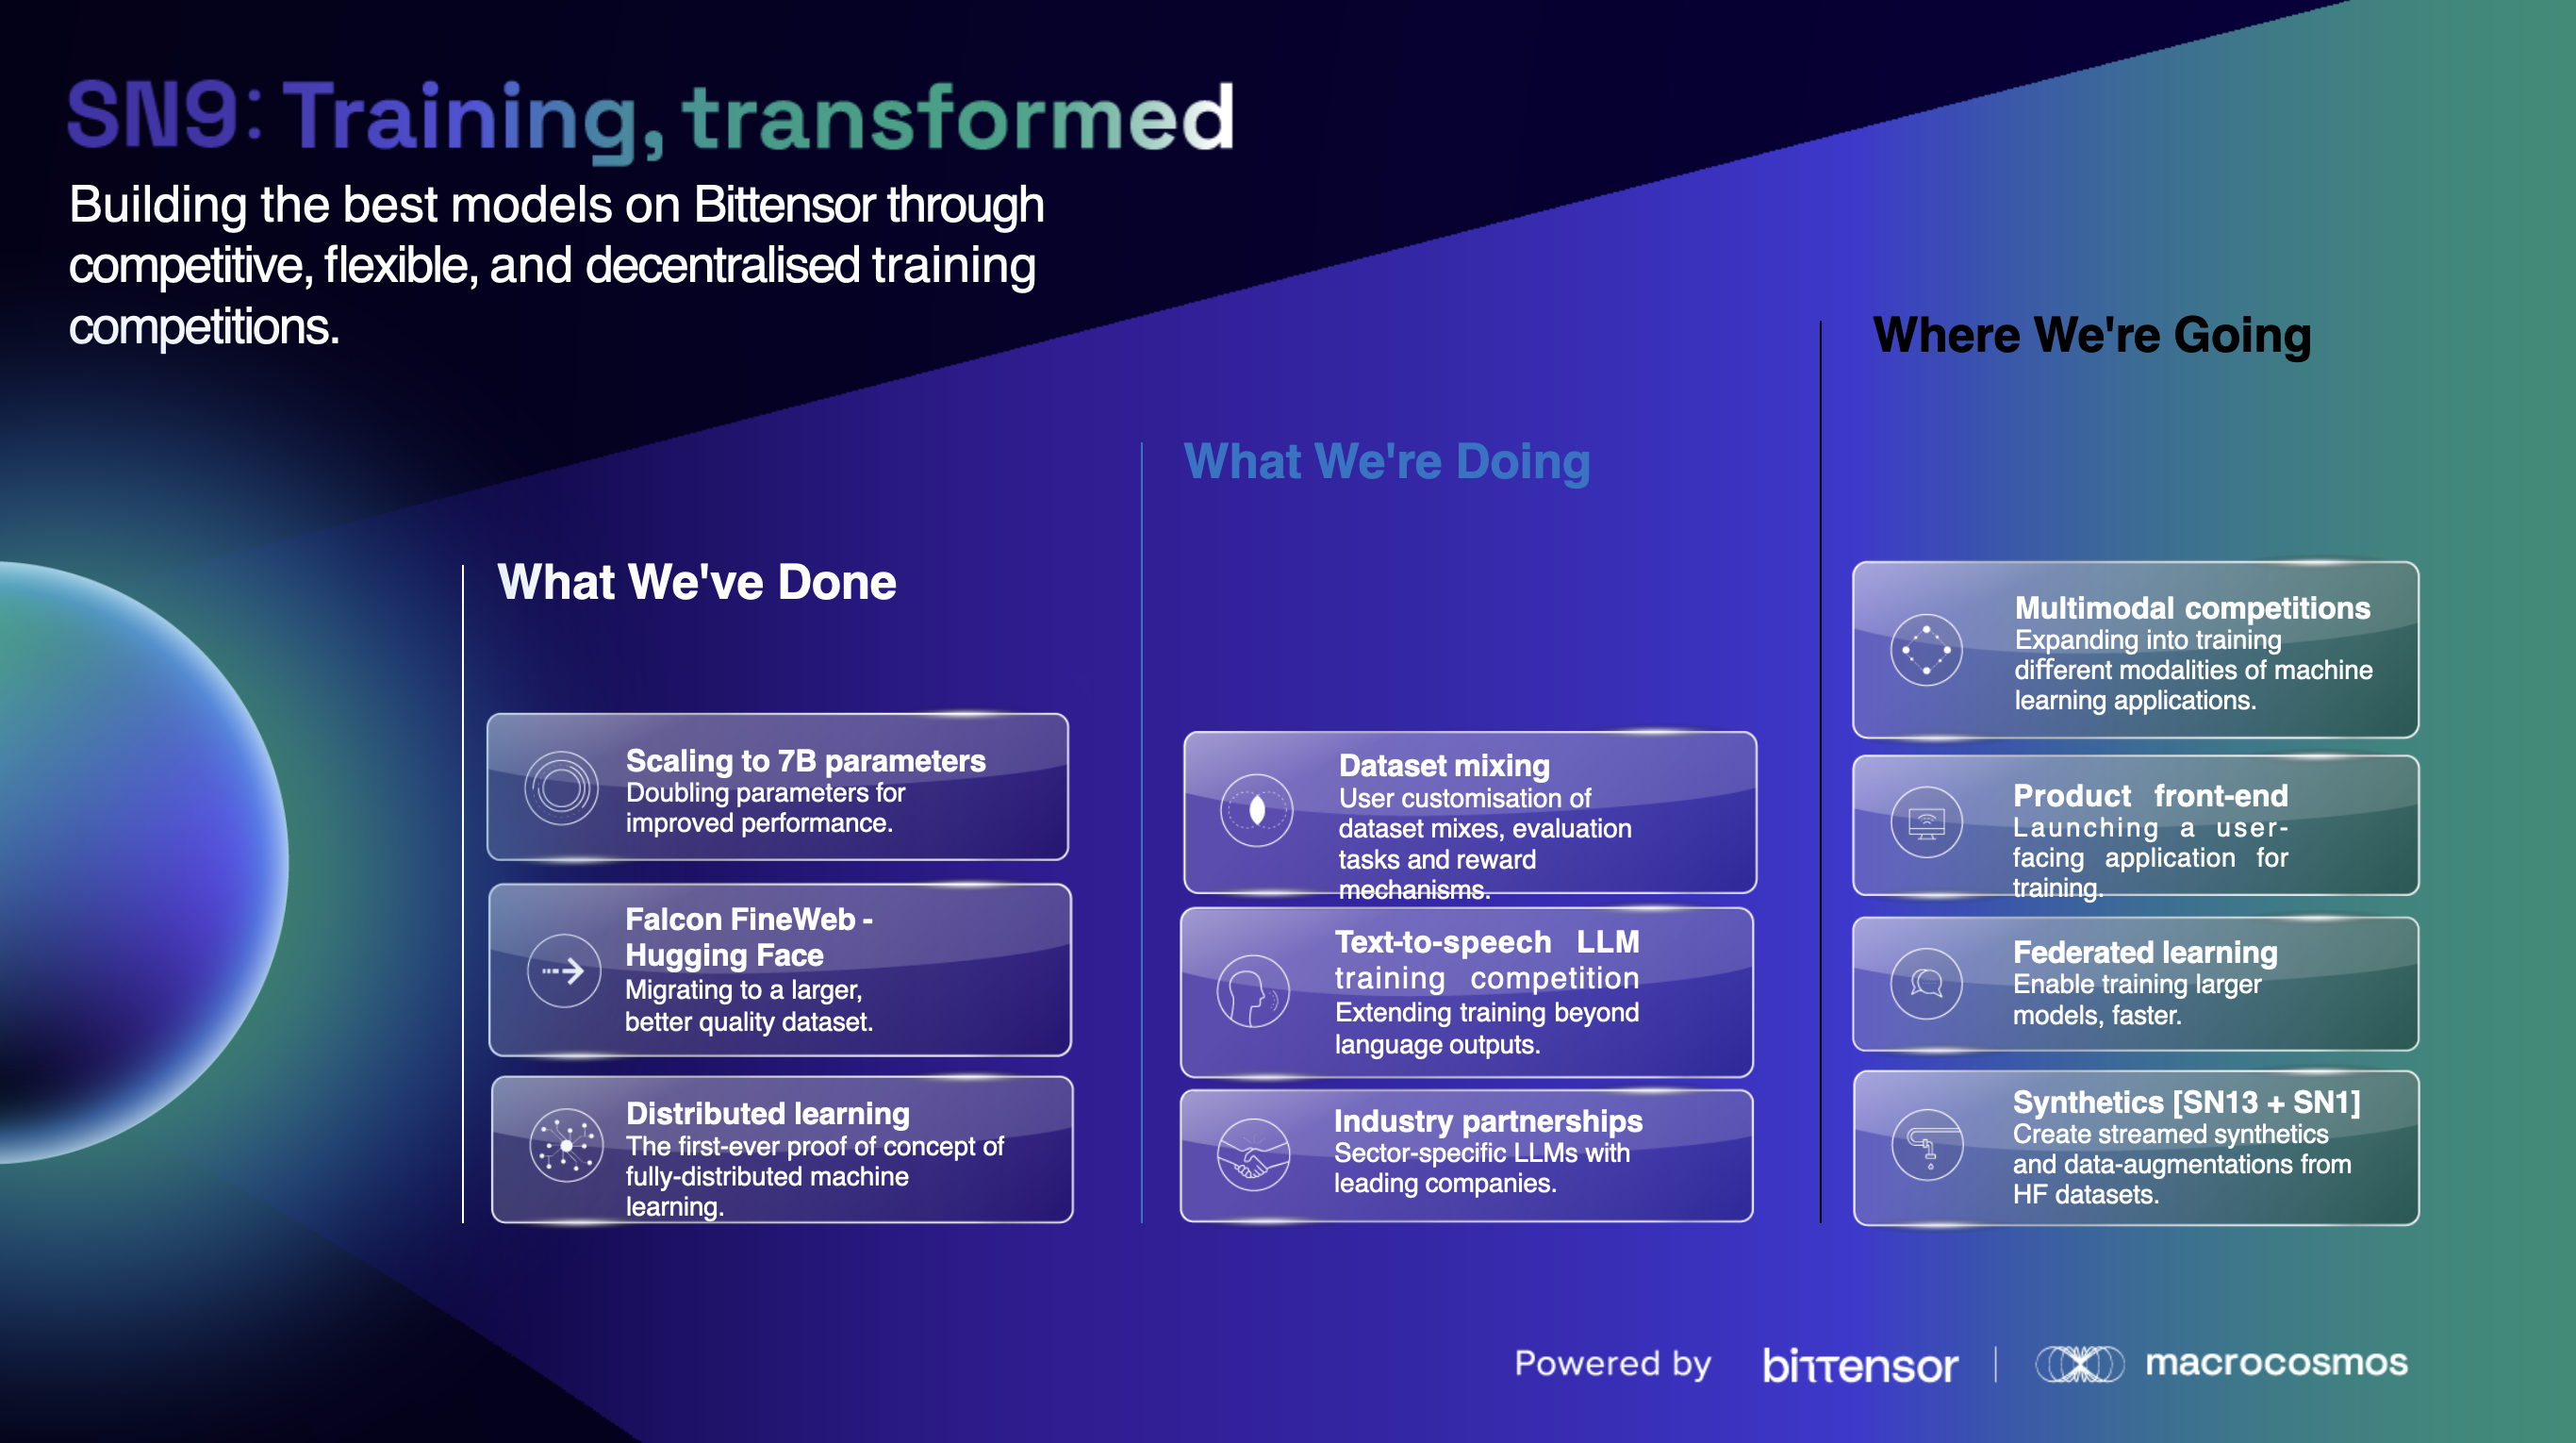 SN9: Training, transformed
Building the best models on Bittensor through
competitive, flexible, and decentralised training
competitions.
What We've Done
Scaling to 7B parameters
Doubling parameters for
improved performance.
Falcon FineWeb -
Hugging Face
Migrating to a larger,
better quality dataset.
Distributed learning
The first-ever proof of concept of
fully-distributed machine
learning.
What We're Doing
Dataset mixing
User customisation of
dataset mixes, evaluation
tasks and reward
mechanisms.
Text-to-speech LLM
training competition
Extending training beyond
language outputs.
Industry partnerships
Sector-specific LLMs with
leading companies.
Where We're Going
Multimodal competitions
Expanding into training
different modalities of machine
learning applications.
Product front-end
Launching a user-
facing application for
training.
Federated learning
Enable training larger
models, faster.
Synthetics [SN13 + SN1]
Create streamed synthetics
and data-augmentations from
HF datasets.
Powered by bittensor | macrocosmos